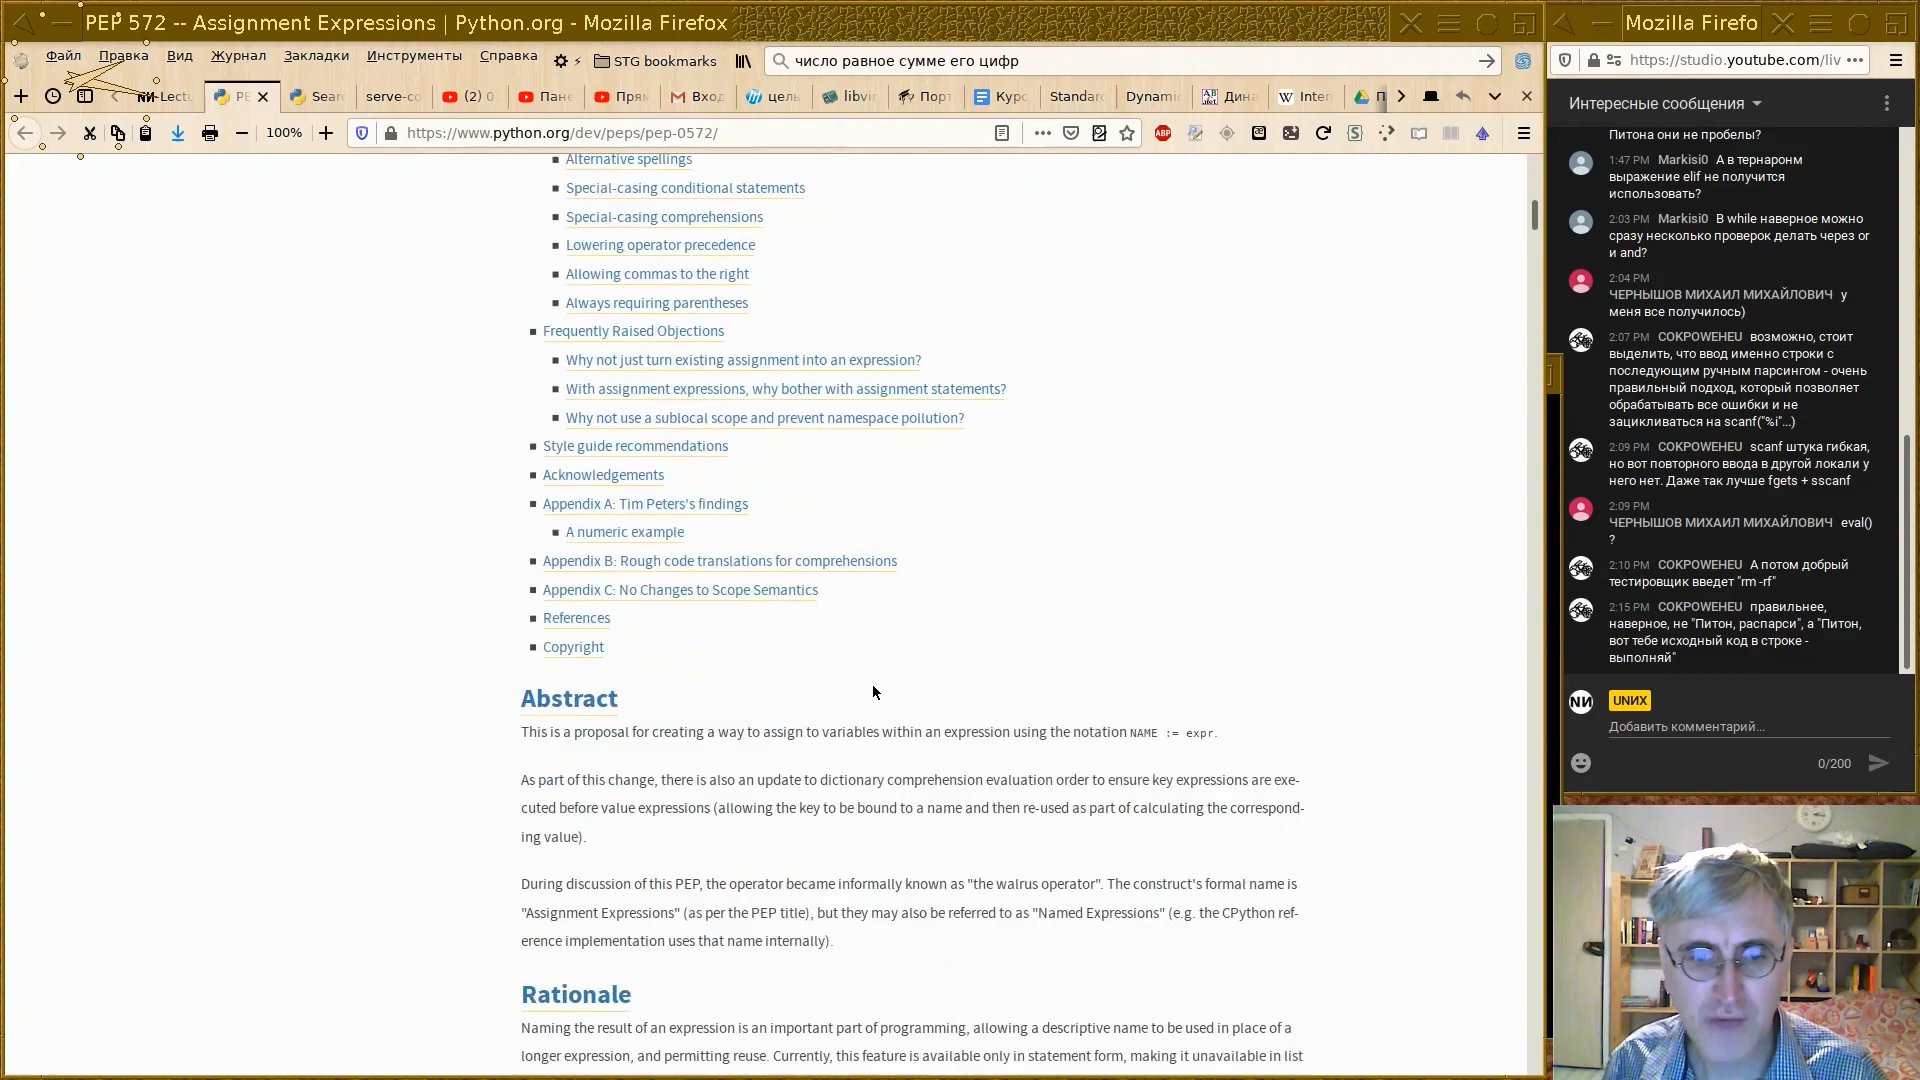 PEP 572 -- Assignment Expressions | Python.org - Mozilla Firefox
Mozilla Firefo
Файл Правка Вид Журнал Закладки Инструменты Справка STG bookmarks число равное сумме его цифр
https://studio.youtube.com/liv
Lectu PE Sear serve-co (2) 0 Пане Прям Вход цель libvir Порт Курс Standar Dynami Дина Inter П
100% https://www.python.org/dev/peps/pep-0572/
Alternative spellings
Special-casing conditional statements
Special-casing comprehensions
Lowering operator precedence
Allowing commas to the right
Always requiring parentheses
Frequently Raised Objections
Why not just turn existing assignment into an expression?
With assignment expressions, why bother with assignment statements?
Why not use a sublocal scope and prevent namespace pollution?
Style guide recommendations
Acknowledgements
Appendix A: Tim Peters's findings
A numeric example
Appendix B: Rough code translations for comprehensions
Appendix C: No Changes to Scope Semantics
References
Copyright
Abstract
This is a proposal for creating a way to assign to variables within an expression using the notation NAME := expr.
As part of this change, there is also an update to dictionary comprehension evaluation order to ensure key expressions are exe-
cuted before value expressions (allowing the key to be bound to a name and then re-used as part of calculating the correspond-
ing value).
During discussion of this PEP, the operator became informally known as "the walrus operator". The construct's formal name is
"Assignment Expressions" (as per the PEP title), but they may also be referred to as "Named Expressions" (e.g. the CPython ref-
erence implementation uses that name internally).
Rationale
Naming the result of an expression is an important part of programming, allowing a descriptive name to be used in place of a
longer expression, and permitting reuse. Currently, this feature is available only in statement form, making it unavailable in list
Интересные сообщения
Питона они не пробелы?
1:47 PM Markisi0 А в тернаронм
выражение elif не получится
использовать?
2:03 PM Markisi0 В while наверное можно
сразу несколько проверок делать через or
и and?
2:04 PM
ЧЕРНЫШОВ МИХАИЛ МИХАЙЛОВИЧ у
меня все получилось)
2:07 PM COKPOWEHEU возможно, стоит
выделить, что ввод именно строки с
последующим ручным парсингом - очень
правильный подход, который позволяет
обрабатывать все ошибки и не
зацикливаться на scanf("%i"...)
2:09 PM COKPOWEHEU scanf штука гибкая,
но вот повторного ввода в другой локали у
него нет. Даже так лучше fgets + sscanf
2:09 PM
ЧЕРНЫШОВ МИХАИЛ МИХАЙЛОВИЧ eval()
?
2:10 PM COKPOWEHEU А потом добрый
тестировщик введет "rm -rf"
2:15 PM COKPOWEHEU правильнее,
наверное, не "Питон, распарси", а "Питон,
вот тебе исходный код в строке -
выполняй"
UNИX
Добавить комментарий...
0/200